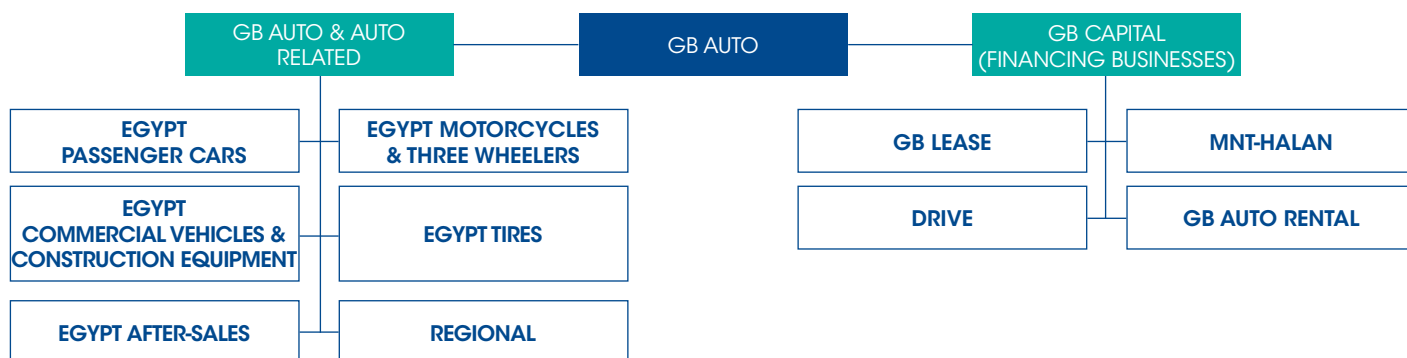 GB AUTO & AUTO
RELATED
GB AUTO
GB CAPITAL
(FINANCING BUSINESSES)
EGYPT
PASSENGER CARS
EGYPT MOTORCYCLES
& THREE WHEELERS
GB LEASE
MNT-HALAN
EGYPT
COMMERCIAL VEHICLES &
CONSTRUCTION EQUIPMENT
EGYPT TIRES
DRIVE
GB AUTO RENTAL
EGYPT AFTER-SALES
REGIONAL